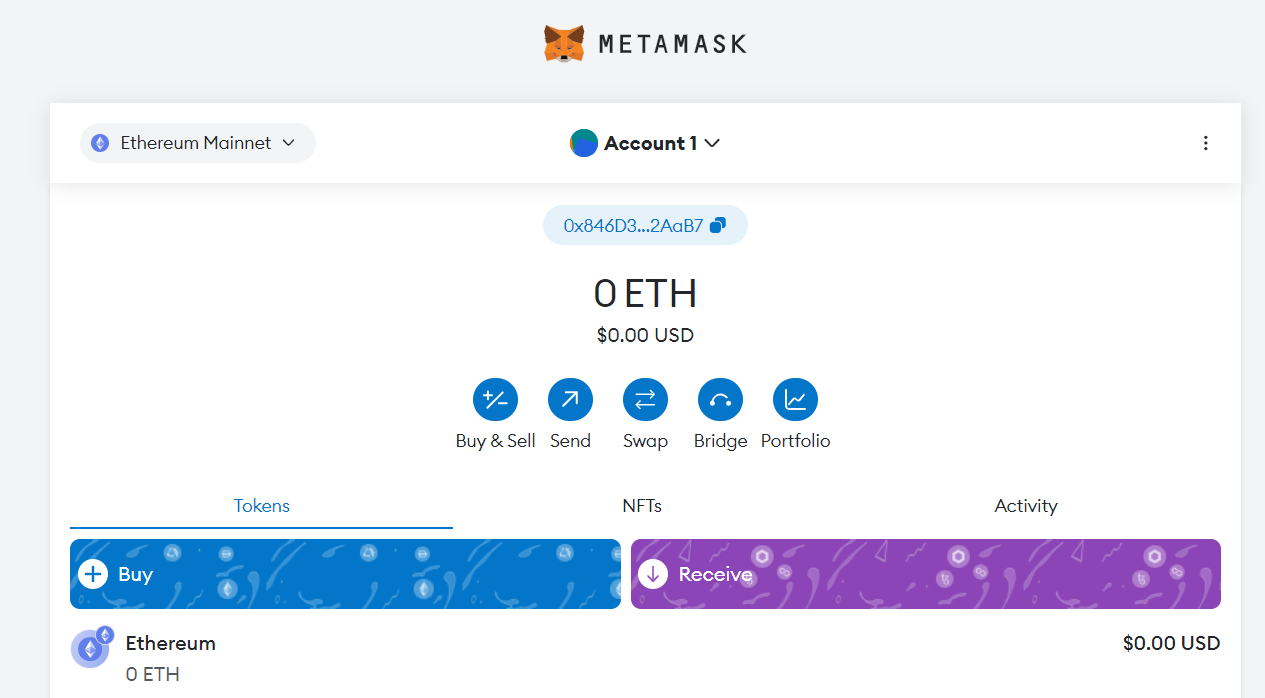 METAMASK
Ethereum Mainnet
Account 1
0x846D3...2AaB7
0 ETH
$0.00 USD
Buy & Sell Send Swap Bridge Portfolio
Tokens NFTs Activity
Buy Receive
Ethereum $0.00 USD
0 ETH